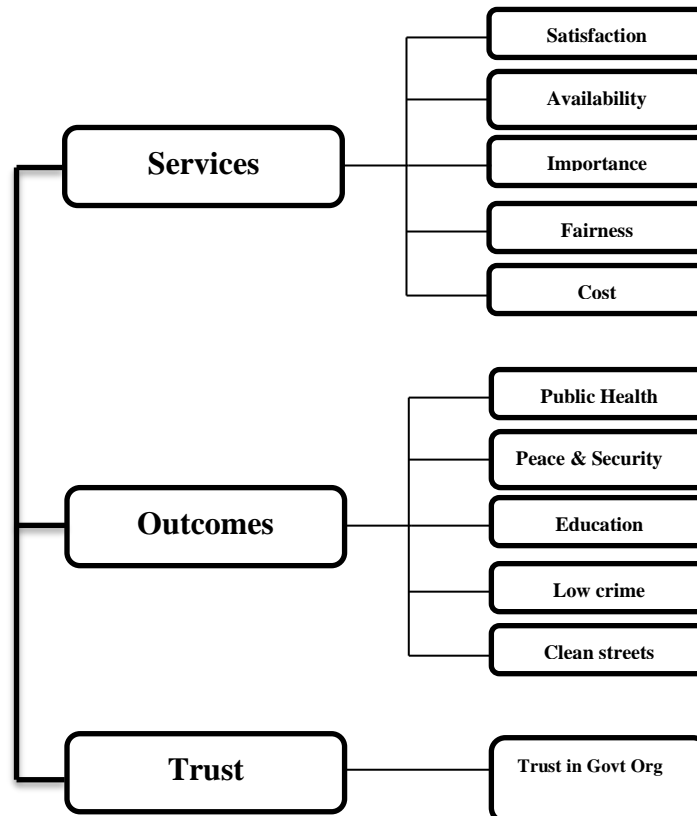 Satisfaction
Availability
Services
Importance
Fairness
Cost
Public Health
Peace & Security
Outcomes
Education
Low crime
Clean streets
Trust
Trust in Govt Org